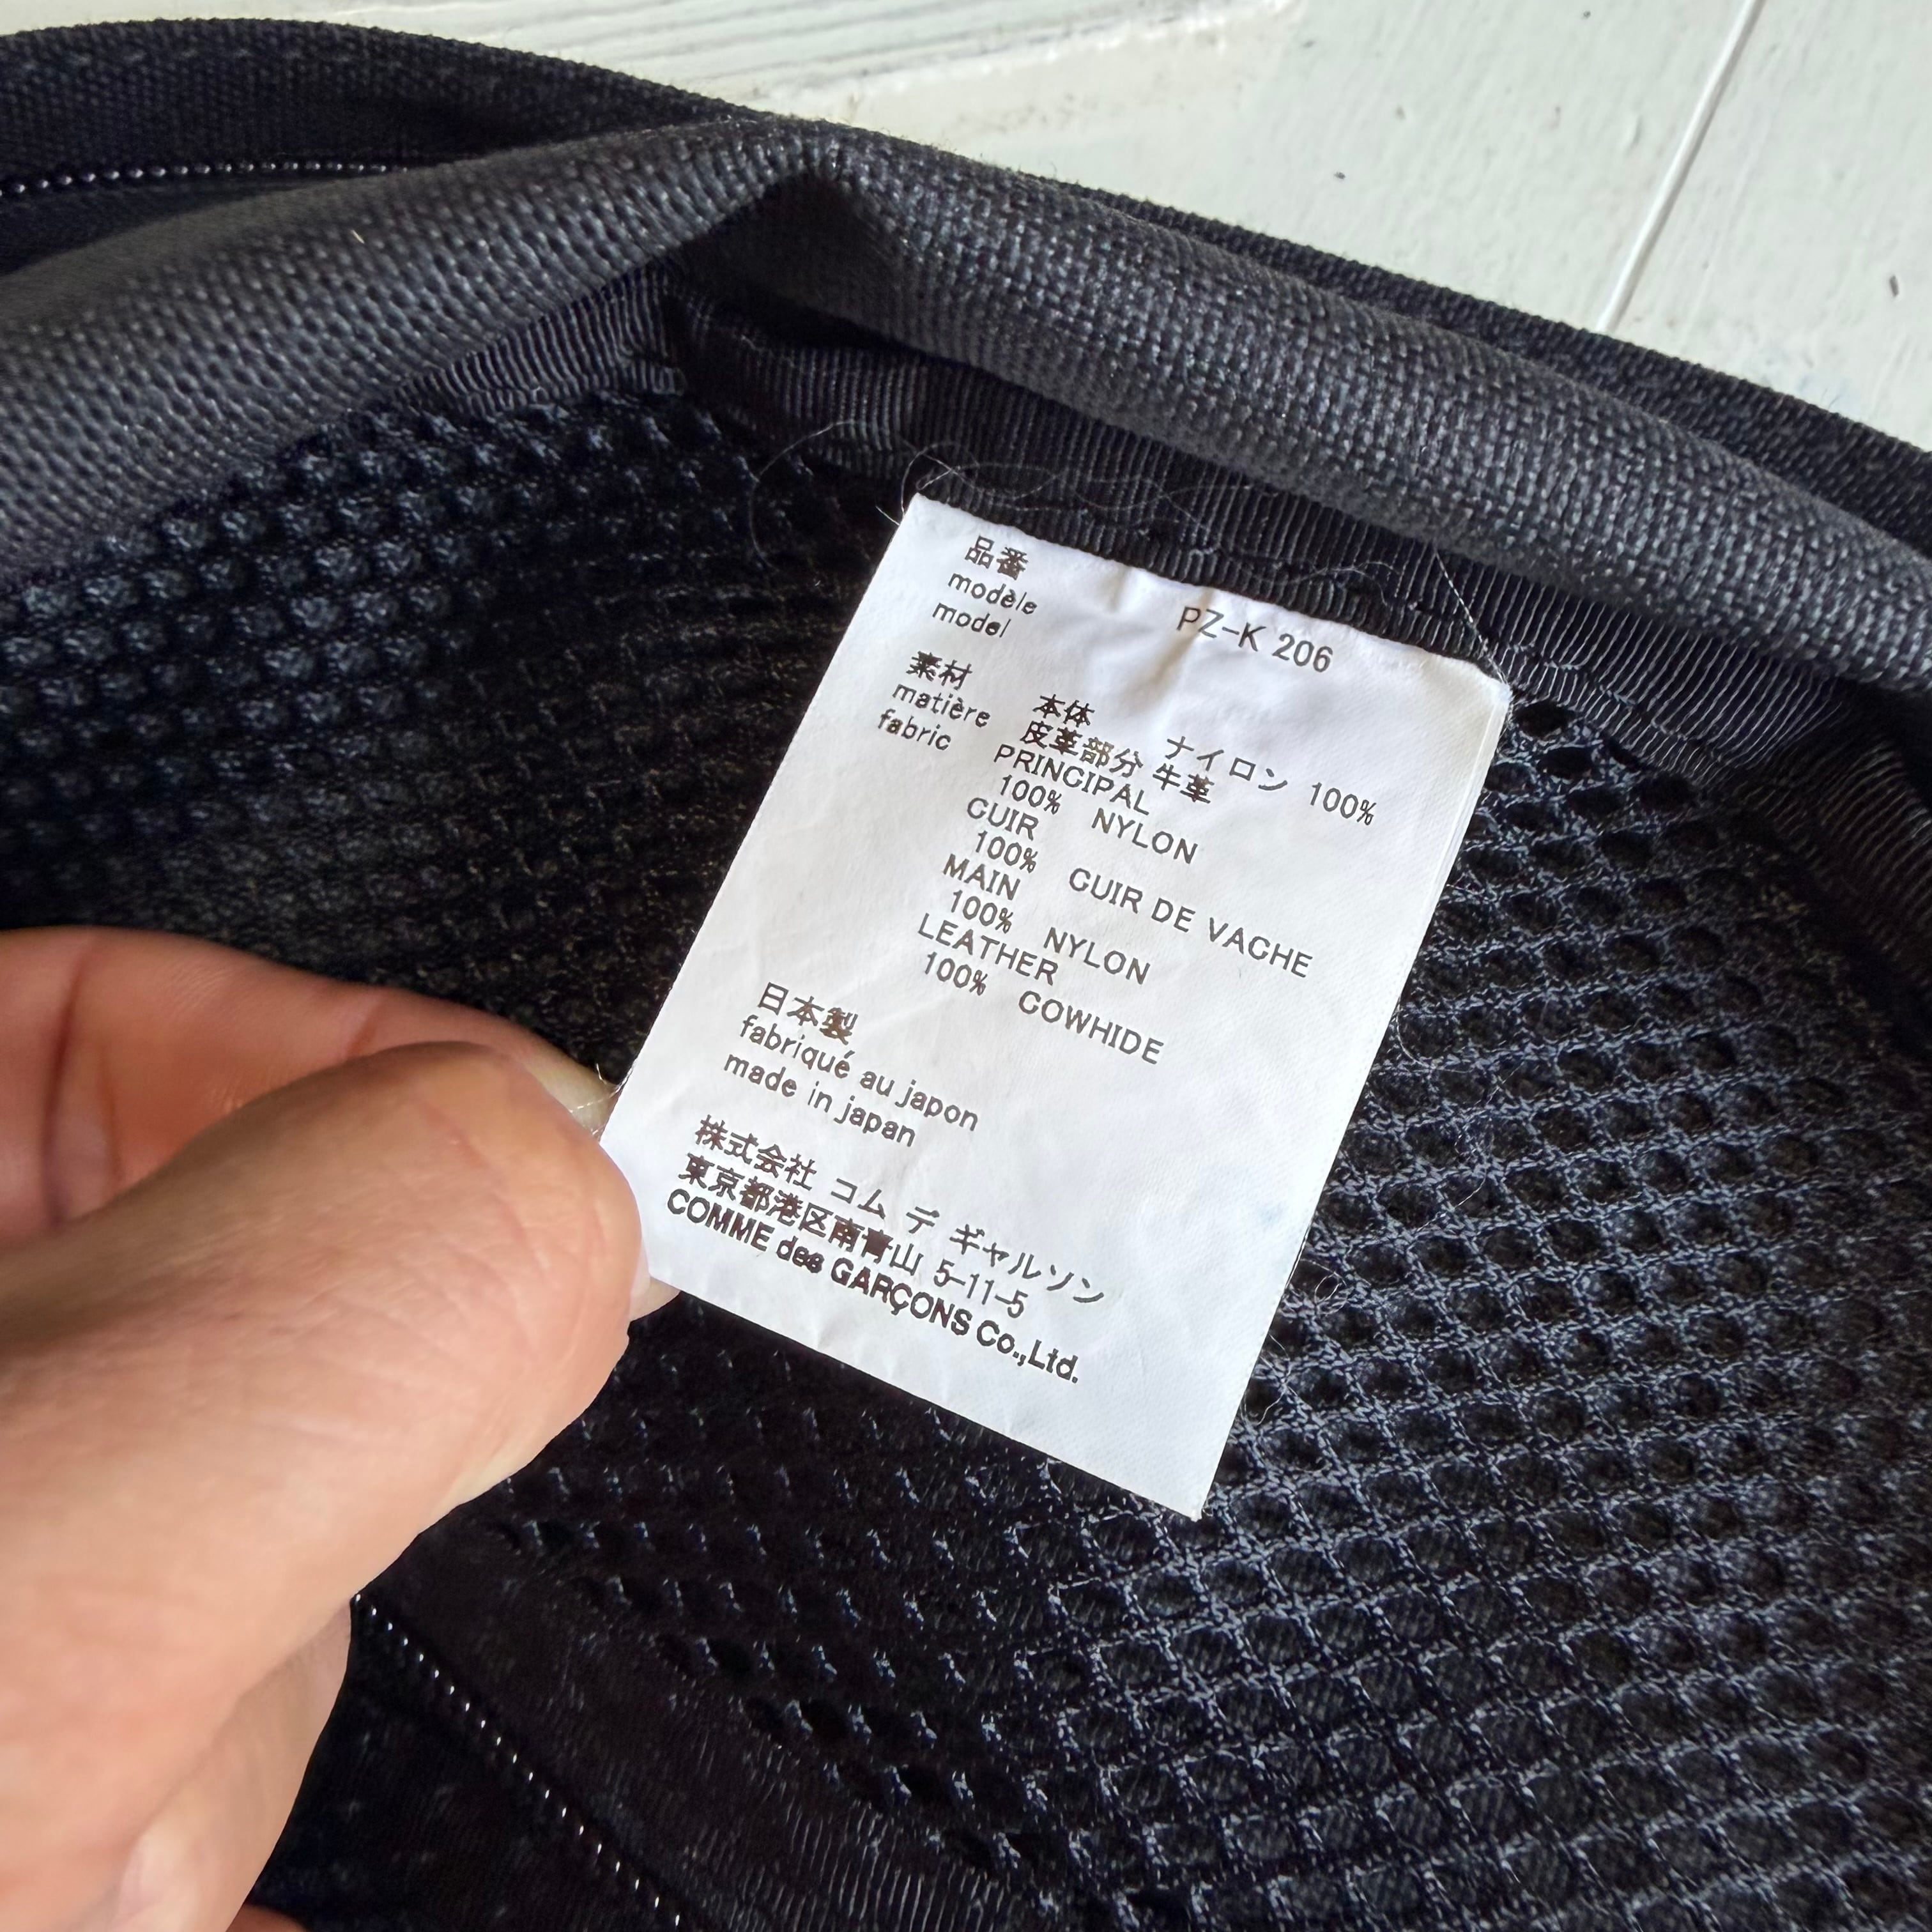 品番
modèle
model
PZ-K 206
素材
matière
fabric
本体 ナイロン 100%
皮革部分 牛革
PRINCIPAL
100% NYLON
CUIR
100% CUIR DE VACHE
MAIN
100% NYLON
LEATHER
100% COWHIDE
日本製
fabriqué au japon
made in japan
株式会社 コム デ ギャルソン
東京都港区南青山 5-11-5
COMME des GARÇONS Co.,Ltd.